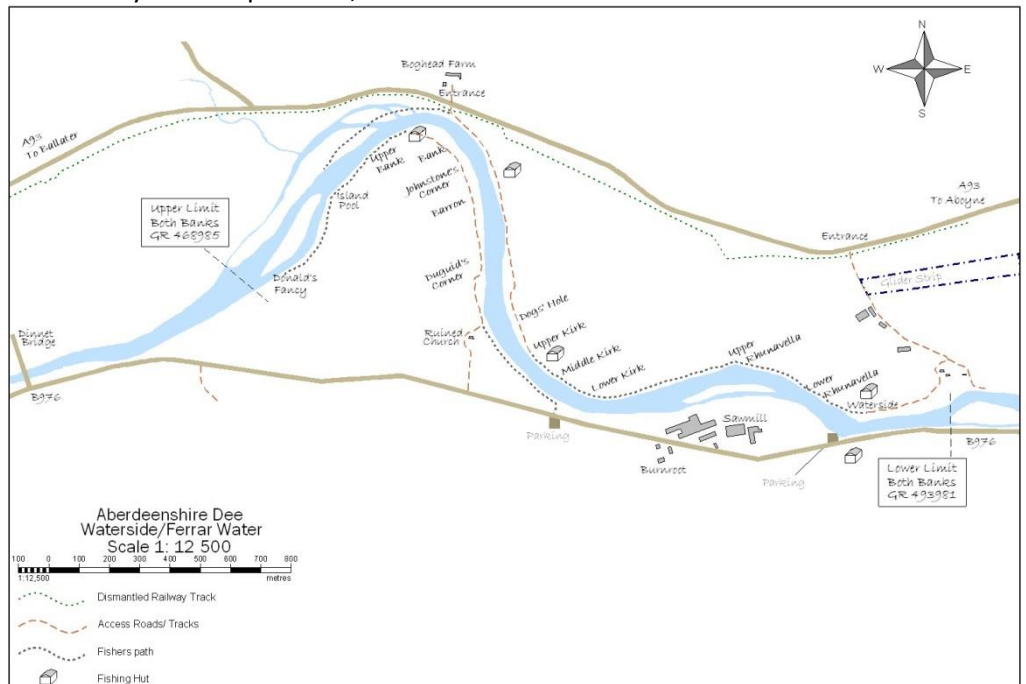 N
W
E
S
Boghead Farm
Entrance
A93
To Ballater
Upper
Bank
Bank
Johnstone's
Corner
Barron
Island
Pool
Upper Limit
Both Banks
GR 468985
A93
To Aboyne
Entrance
Donald's
Fancy
Duguid's
Corner
Glider Strip
Dogs' Hole
Dinnet
Bridge
Ruined
Church
Upper Kirk
Middle Kirk
Lower Kirk
Upper
Rhunavella
Lower
Rhunavella
Waterside
B976
Sawmill
Parking
Burnroot
B976
Parking
Lower Limit
Both Banks
GR 493981
Aberdeenshire Dee
Waterside/Ferrar Water
Scale 1: 12 500
100 0 100 200 300 400 500 600 700 800
1:12,500 metres
Dismantled Railway Track
Access Roads/ Tracks
Fishers path
Fishing Hut